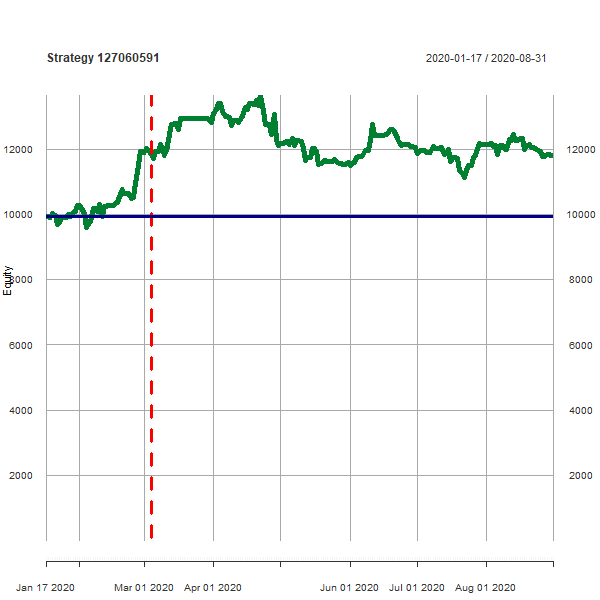 Strategy 127060591
2020-01-17 / 2020-08-31
12000
12000
10000
10000
Equity
8000
8000
6000
6000
4000
4000
2000
2000
Jan 17 2020
Mar 01 2020
Apr 01 2020
Jun 01 2020
Jul 01 2020
Aug 01 2020